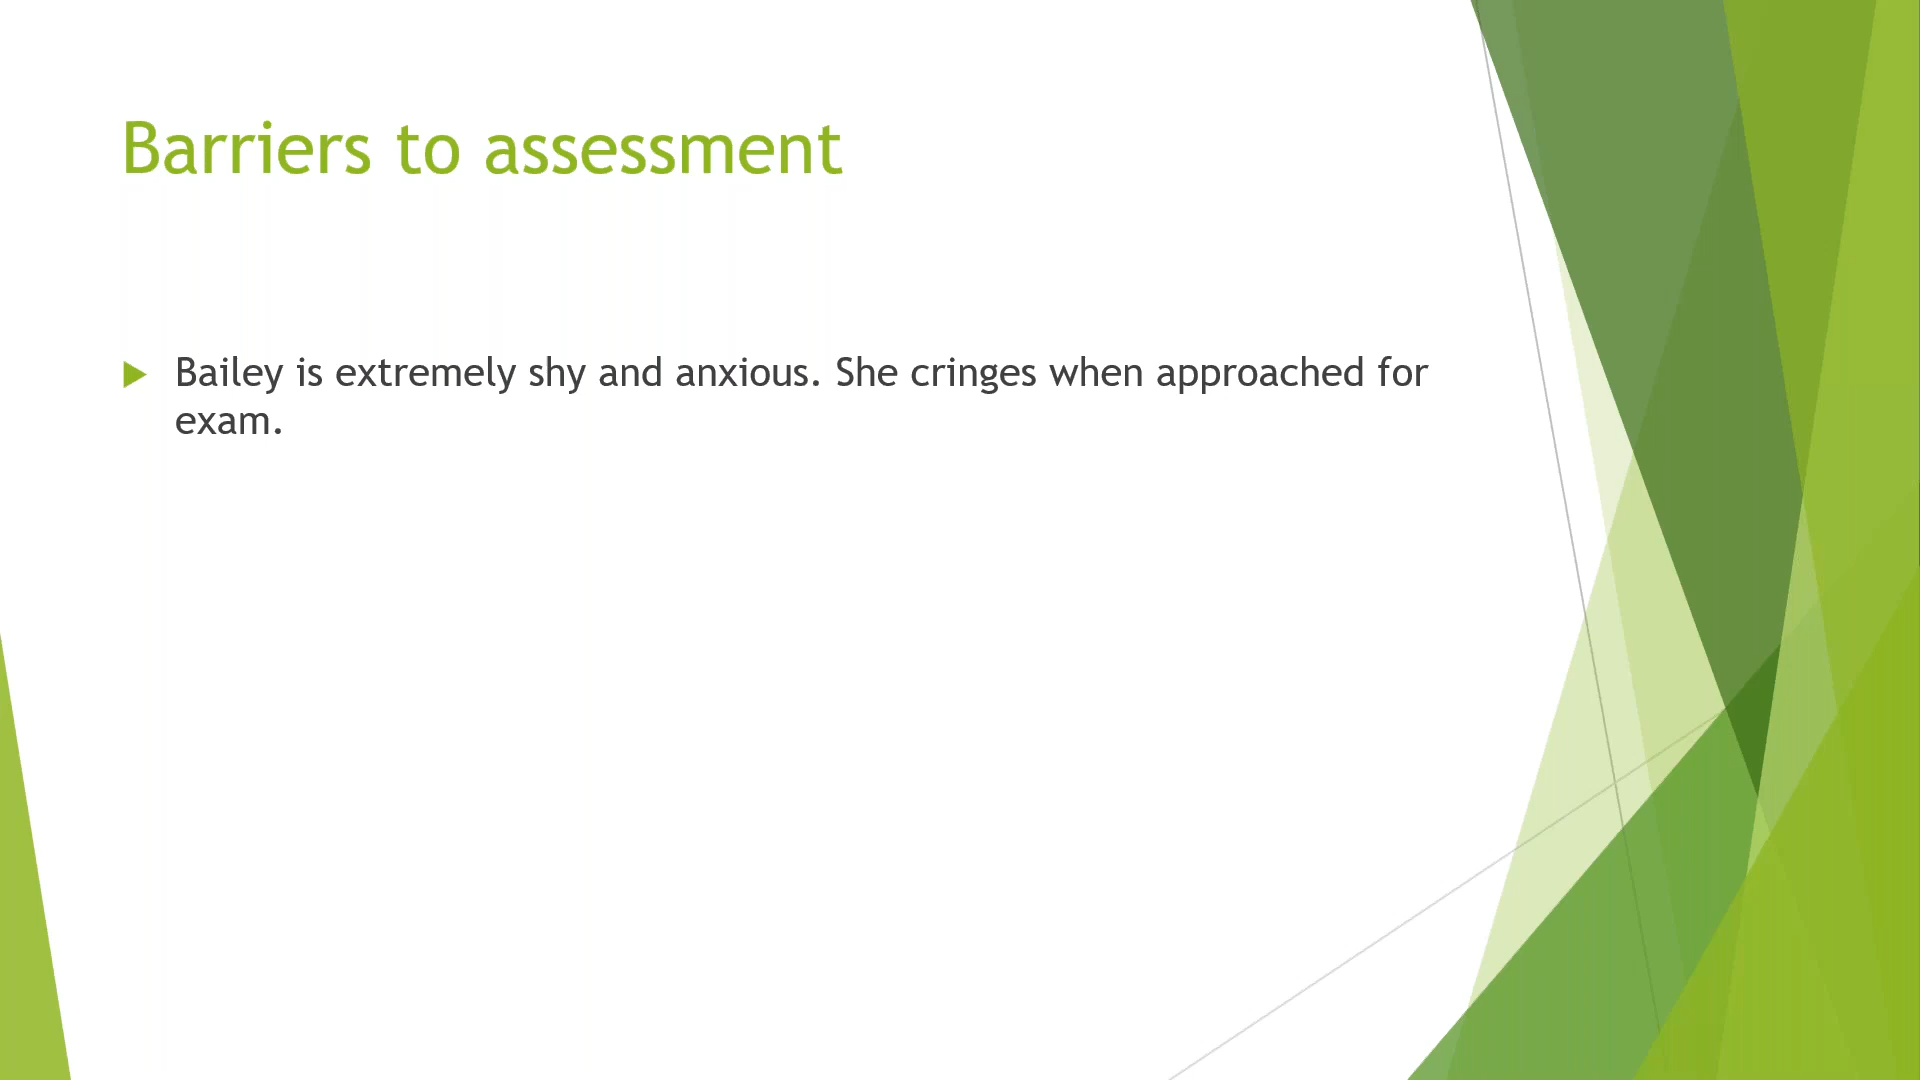 Barriers to assessment
Bailey is extremely shy and anxious. She cringes when approached for
exam.